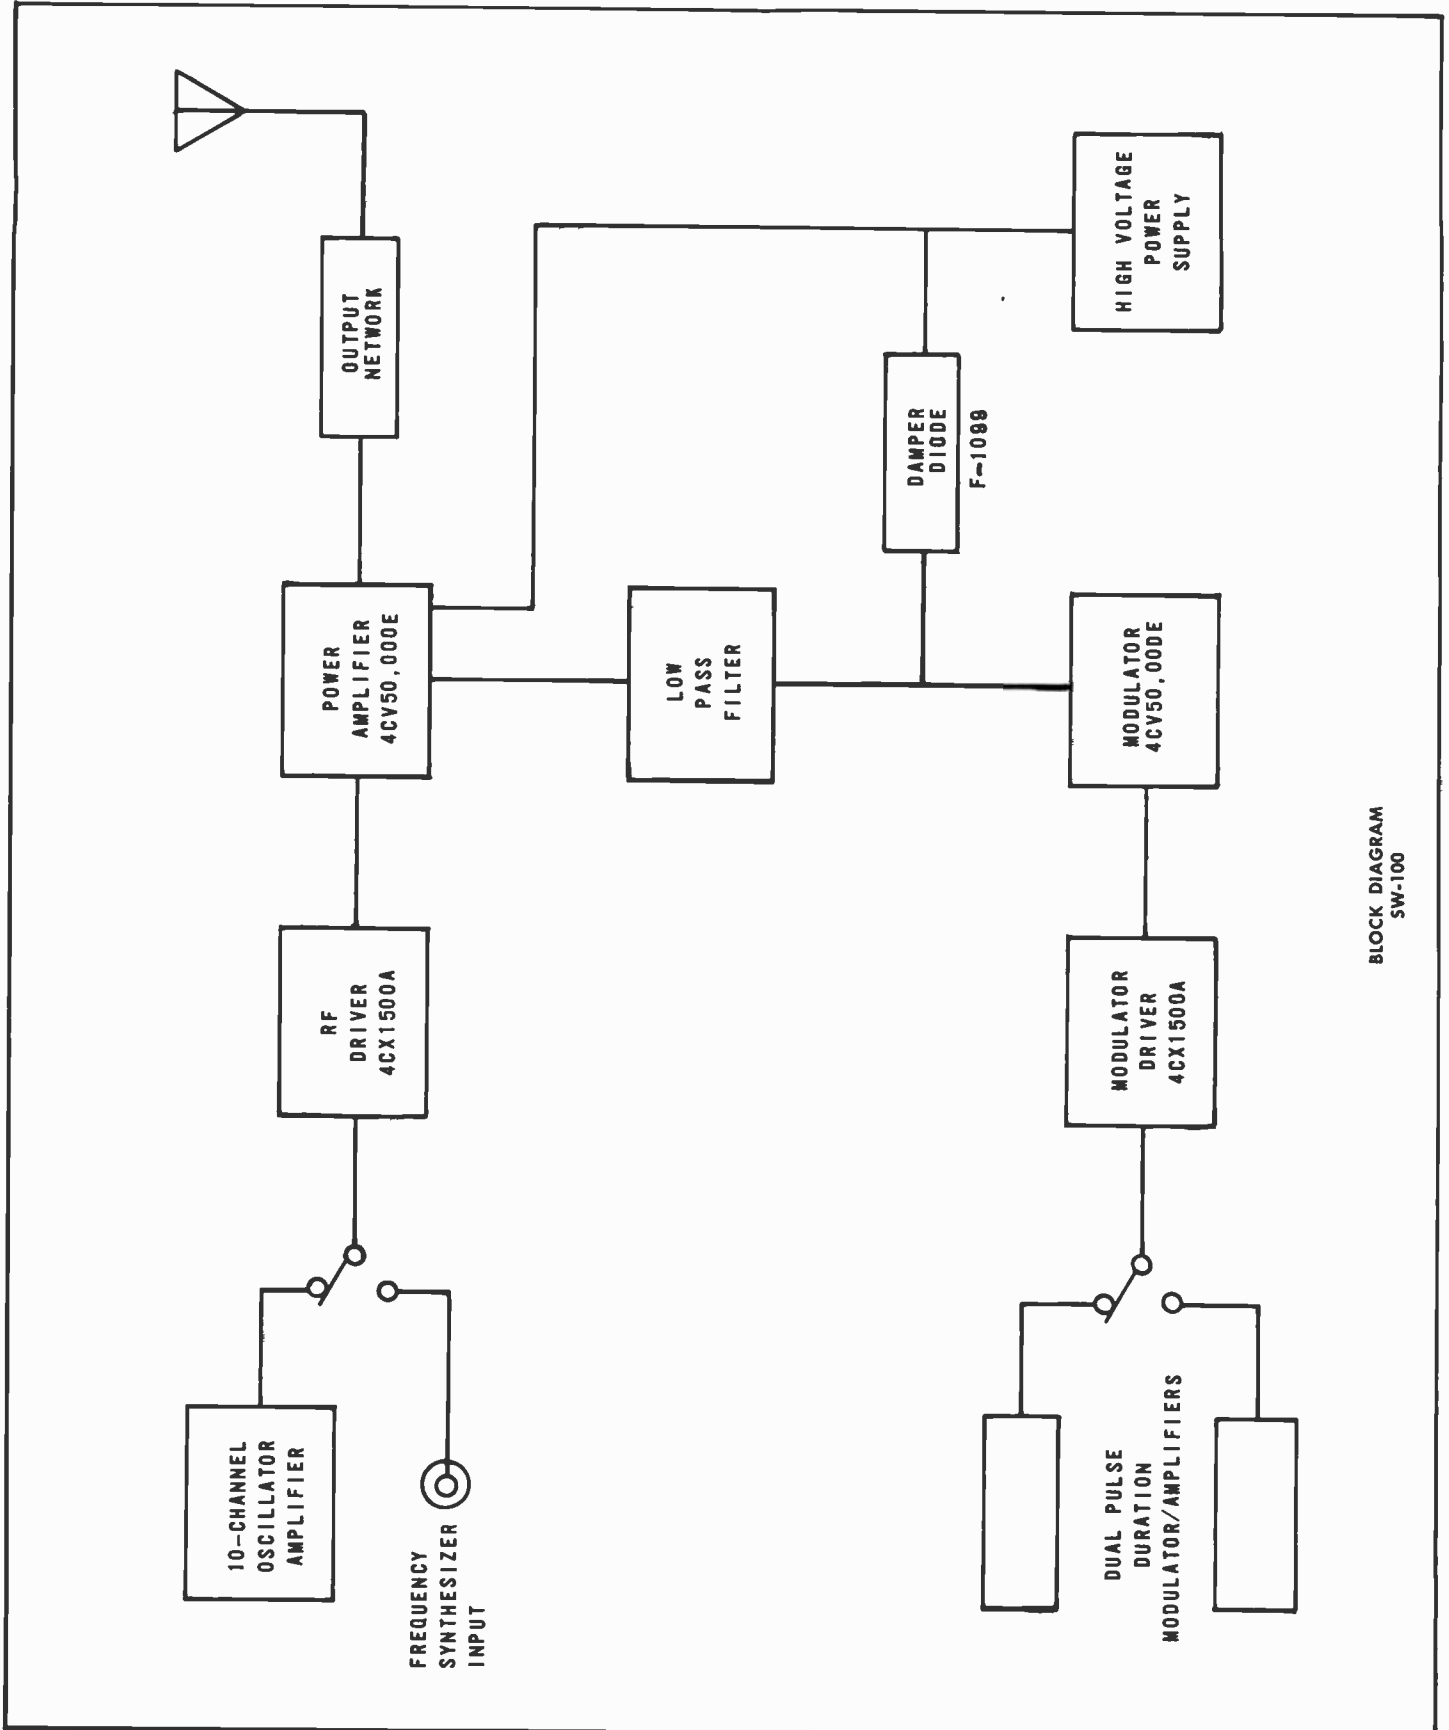 10-CHANNEL
OSCILLATOR
AMPLIFIER
FREQUENCY
SYNTHESIZER
INPUT
RF
DRIVER
4CX1500A
POWER
AMPLIFIER
4CV50,000E
OUTPUT
NETWORK
LOW
PASS
FILTER
DAMPER
DIODE
DUAL PULSE
DURATION
MODULATOR/AMPLIFIERS
MODULATOR
DRIVER
4CX1500A
MODULATOR
4CV50,00DE
HIGH VOLTAGE
POWER
SUPPLY
BLOCK DIAGRAM
SW-100